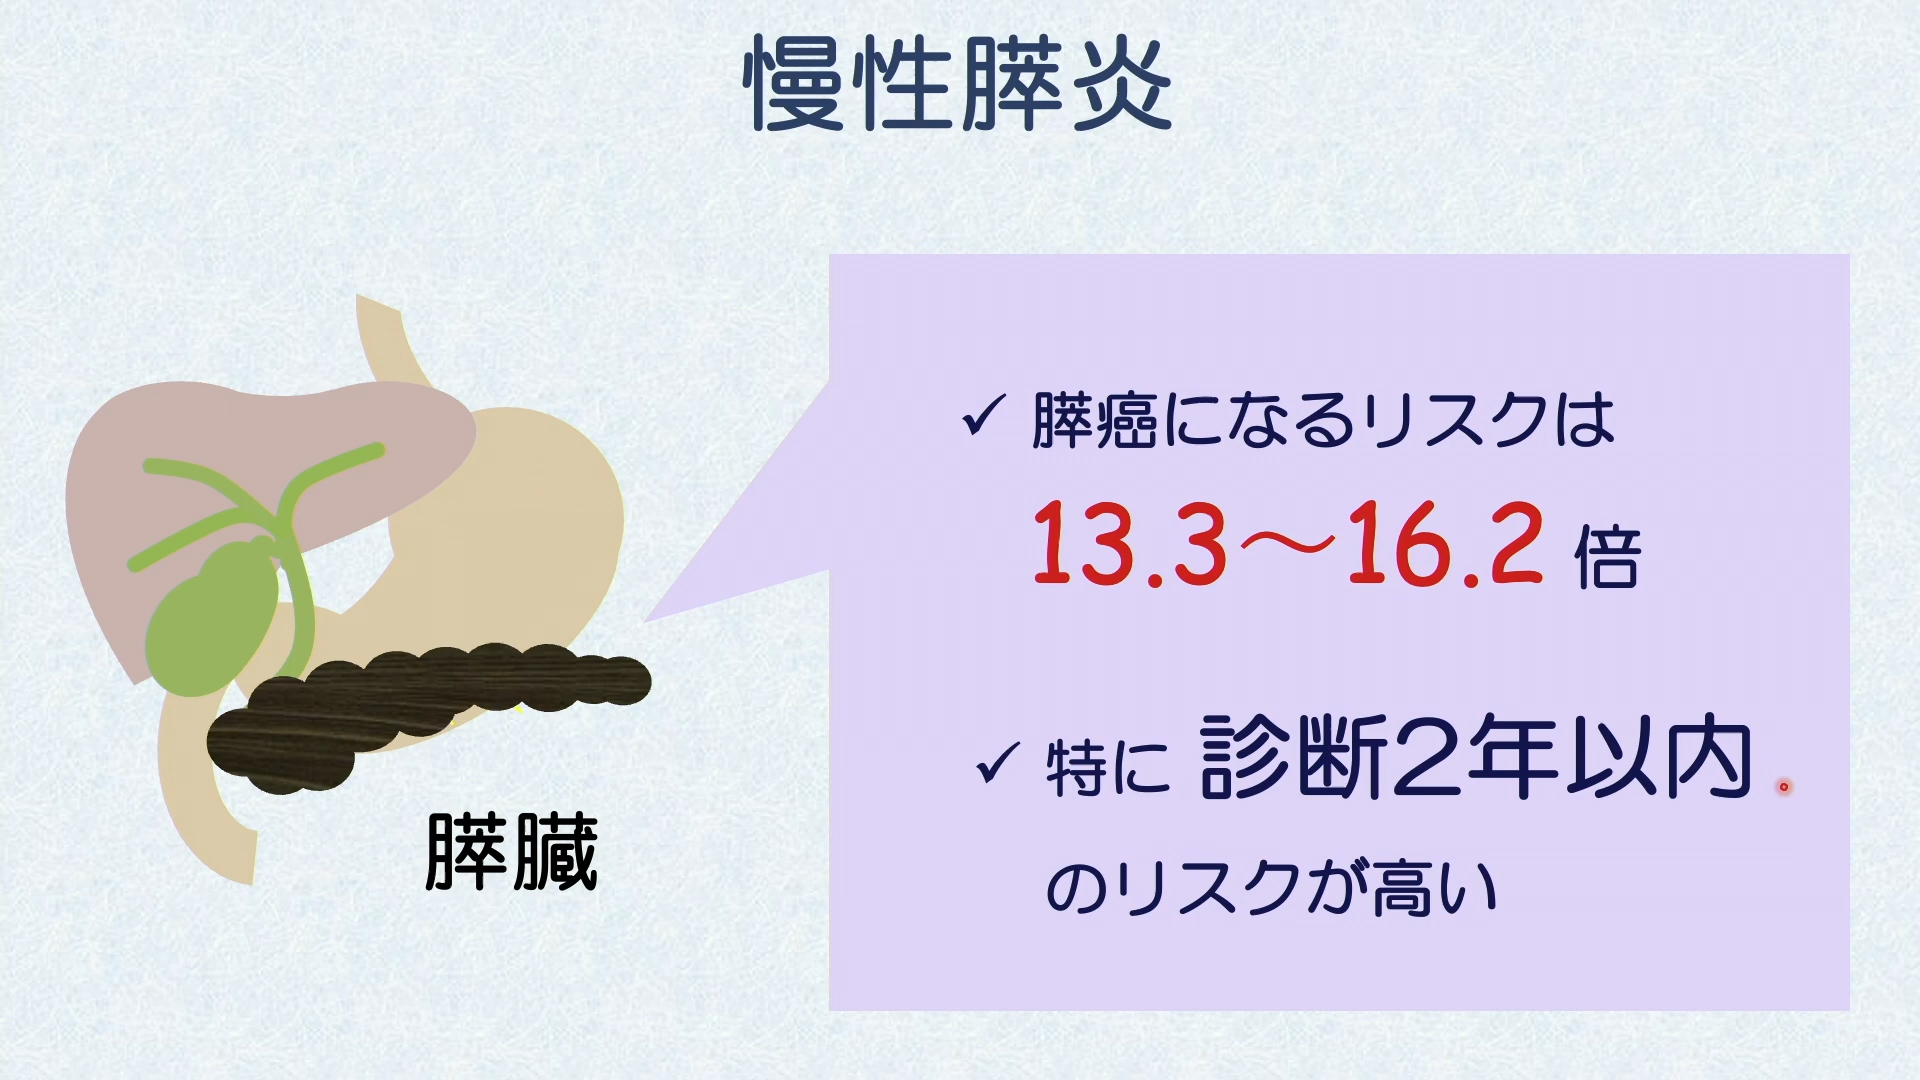 慢性膵炎
膵癌になるリスクは
13.3～16.2 倍
特に 診断2年以内
のリスクが高い
膵臓